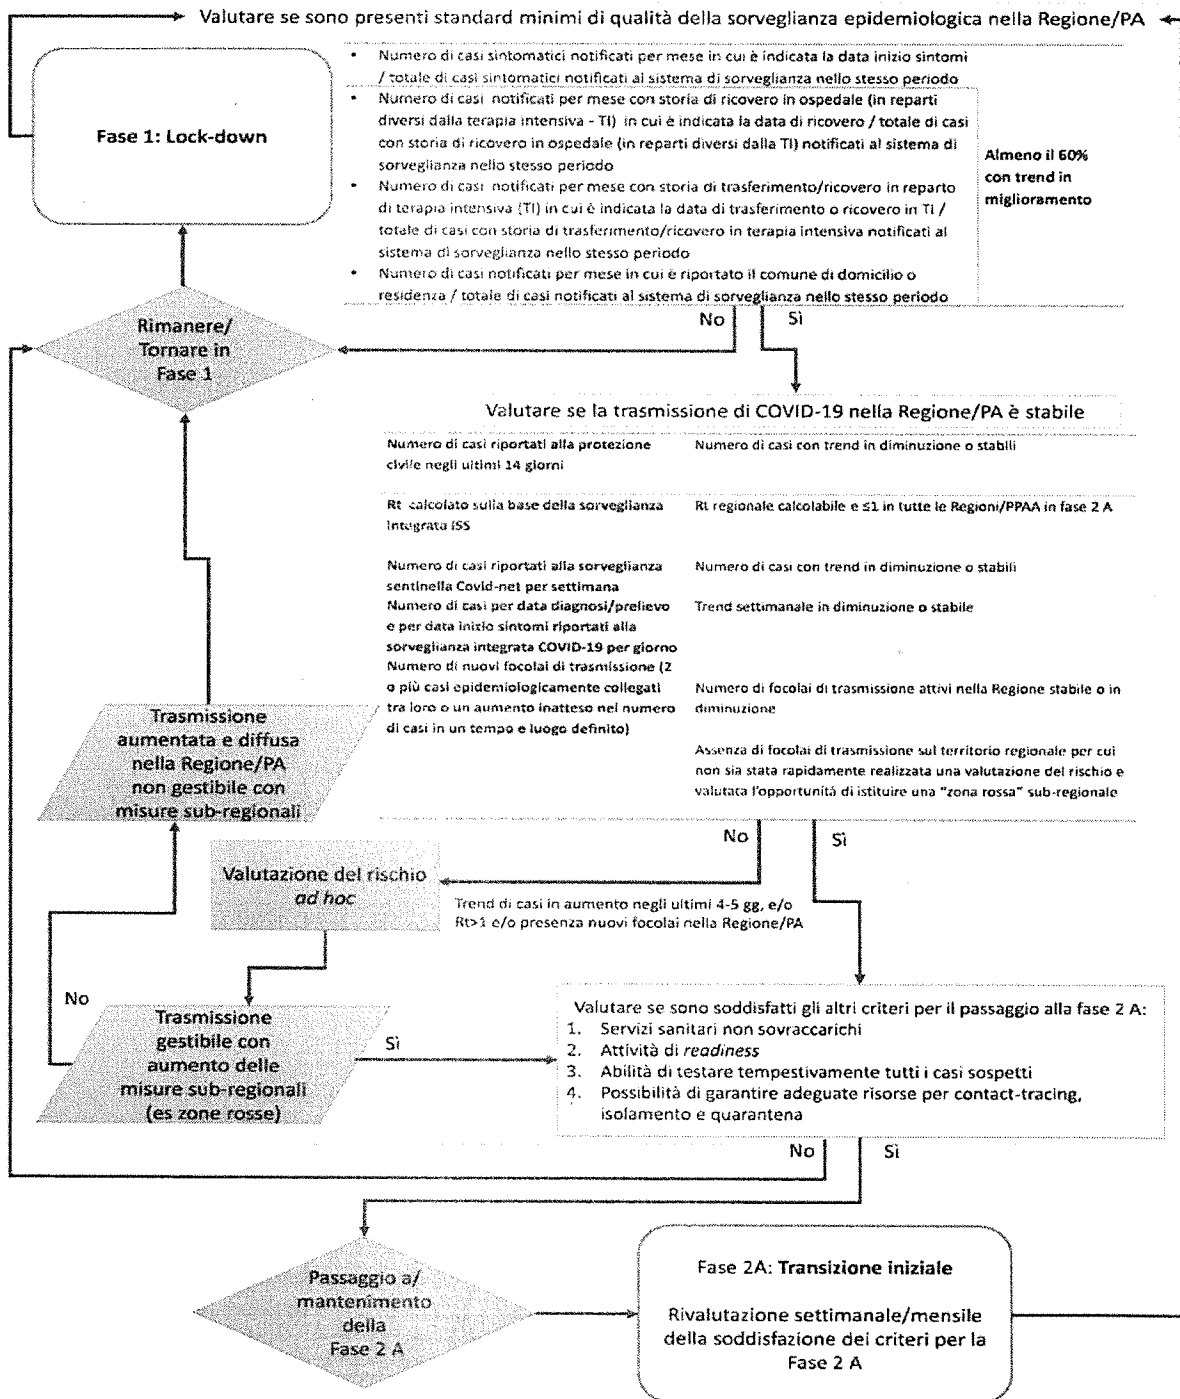 Valutare se sono presenti standard minimi di qualità della sorveglianza epidemiologica nella Regione/PA
Fase 1: Lock-down
• Numero di casi sintomatici notificati per mese in cui è indicata la data inizio sintomi
/ totale di casi sintomatici notificati al sistema di sorveglianza nello stesso periodo
• Numero di casi notificati per mese con storia di ricovero in ospedale (in reparti
diversi dalla terapia intensiva - TI) in cui è indicata la data di ricovero / totale di casi
con storia di ricovero in ospedale (in reparti diversi dalla TI) notificati al sistema di
sorveglianza nello stesso periodo
• Numero di casi notificati per mese con storia di trasferimento/ricovero in reparto
di terapia intensiva (TI) in cui è indicata la data di trasferimento o ricovero in TI /
totale di casi con storia di trasferimento/ricovero in terapia intensiva notificati al
sistema di sorveglianza nello stesso periodo
• Numero di casi notificati per mese in cui è riportato il comune di domicilio o
residenza / totale di casi notificati al sistema di sorveglianza nello stesso periodo
Almeno il 60%
con trend in
miglioramento
No
Sì
Rimanere/
Tornare in
Fase 1
Valutare se la trasmissione di COVID-19 nella Regione/PA è stabile
Numero di casi riportati alla protezione
civile negli ultimi 14 giorni
Numero di casi con trend in diminuzione o stabili
Rt calcolato sulla base della sorveglianza
integrata ISS
Rt regionale calcolabile e ≤1 in tutte le Regioni/PPAA in fase 2 A
Numero di casi riportati alla sorveglianza
sentinella Covid-net per settimana
Numero di casi con trend in diminuzione o stabili
Numero di casi per data diagnosi/prelievo
e per data inizio sintomi riportati alla
sorveglianza integrata COVID-19 per giorno
Trend settimanale in diminuzione o stabile
Numero di nuovi focolai di trasmissione (2
o più casi epidemiologicamente collegati
tra loro o un aumento inatteso nel numero
di casi in un tempo e luogo definito)
Numero di focolai di trasmissione attivi nella Regione stabile o in
diminuzione
Assenza di focolai di trasmissione sul territorio regionale per cui
non sia stata rapidamente realizzata una valutazione del rischio e
valutata l'opportunità di istituire una "zona rossa" sub-regionale
Trasmissione
aumentata e diffusa
nella Regione/PA
non gestibile con
misure sub-regionali
No
Sì
Valutazione del rischio
ad hoc
Trend di casi in aumento negli ultimi 4-5 gg, e/o
Rt>1 e/o presenza nuovi focolai nella Regione/PA
No
Trasmissione
gestibile con
aumento delle
misure sub-regionali
(es zone rosse)
Sì
Valutare se sono soddisfatti gli altri criteri per il passaggio alla fase 2 A:
1. Servizi sanitari non sovraccarichi
2. Attività di readiness
3. Abilità di testare tempestivamente tutti i casi sospetti
4. Possibilità di garantire adeguate risorse per contact-tracing,
isolamento e quarantena
No
Sì
Passaggio a/
mantenimento
della
Fase 2 A
Fase 2A: Transizione iniziale
Rivalutazione settimanale/mensile
della soddisfazione dei criteri per la
Fase 2 A